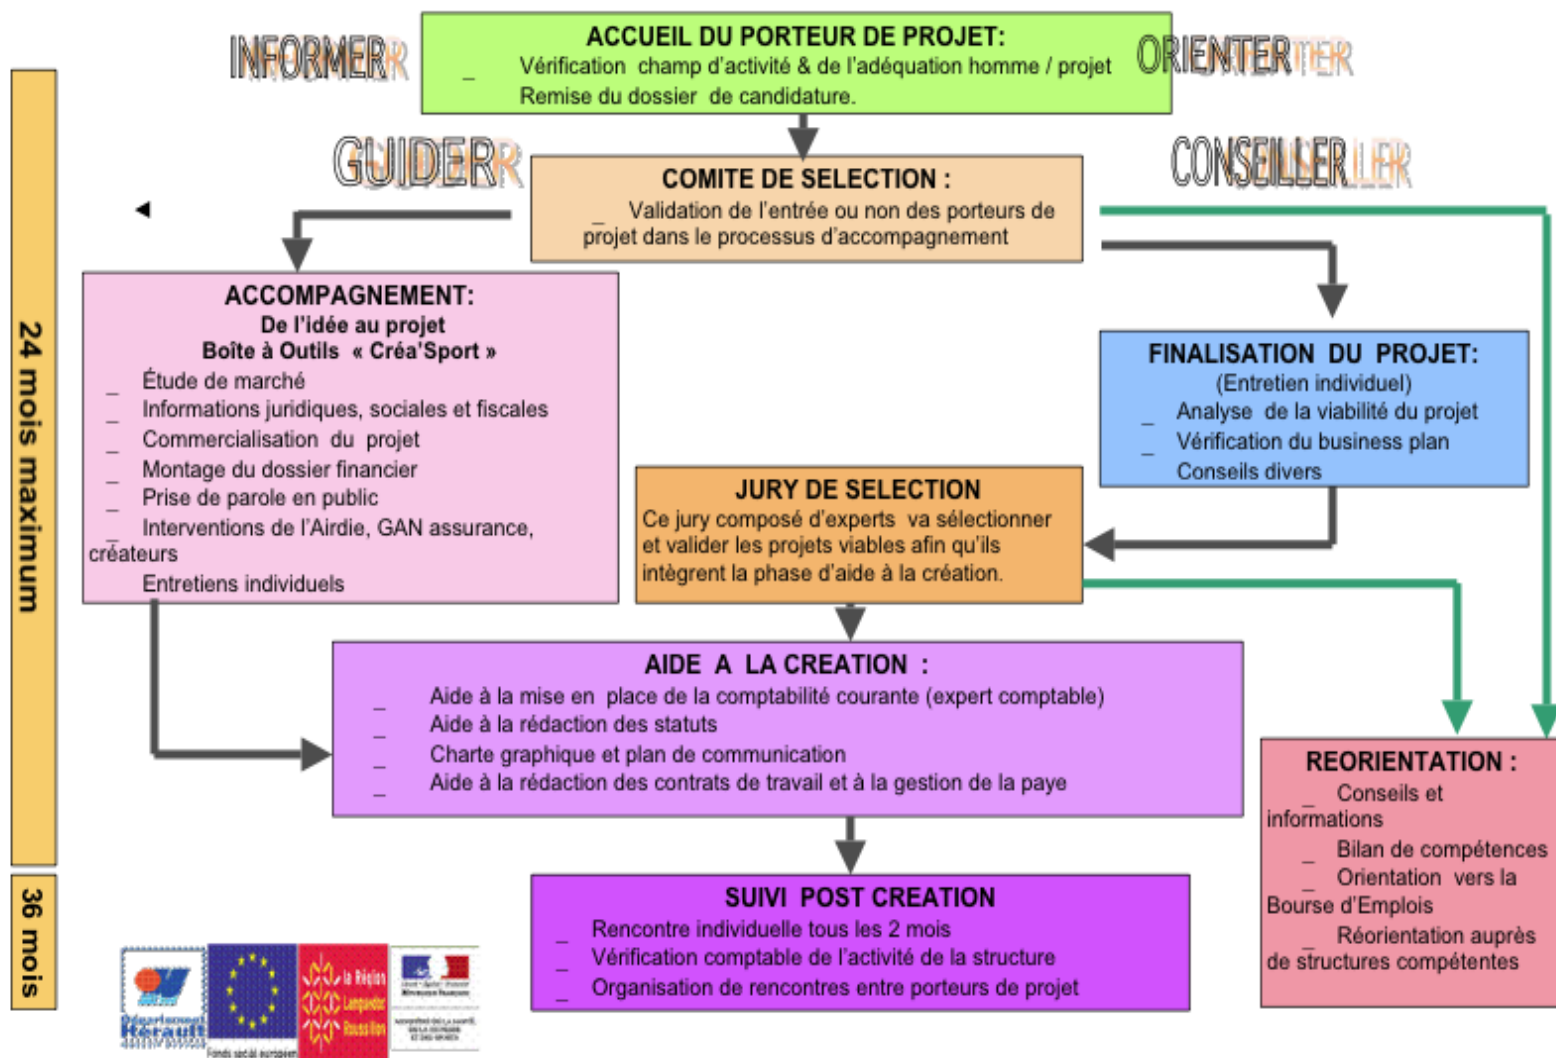 INFORMER
ACCUEIL DU PORTEUR DE PROJET:
_ Vérification champ d'activité & de l'adéquation homme / projet
Remise du dossier de candidature.
ORIENTER
GUIDER
CONSEILLER
COMITE DE SELECTION :
_ Validation de l'entrée ou non des porteurs de
projet dans le processus d'accompagnement
24 mois maximum
ACCOMPAGNEMENT:
De l'idée au projet
Boîte à Outils « Créa'Sport »
_ Étude de marché
_ Informations juridiques, sociales et fiscales
_ Commercialisation du projet
_ Montage du dossier financier
_ Prise de parole en public
_ Interventions de l'Airdie, GAN assurance,
créateurs
Entretiens individuels
FINALISATION DU PROJET:
(Entretien individuel)
_ Analyse de la viabilité du projet
_ Vérification du business plan
Conseils divers
JURY DE SELECTION
Ce jury composé d'experts va sélectionner
et valider les projets viables afin qu'ils
intègrent la phase d'aide à la création.
AIDE A LA CREATION :
_ Aide à la mise en place de la comptabilité courante (expert comptable)
_ Aide à la rédaction des statuts
_ Charte graphique et plan de communication
_ Aide à la rédaction des contrats de travail et à la gestion de la paye
REORIENTATION :
_ Conseils et
informations
_ Bilan de compétences
_ Orientation vers la
Bourse d'Emplois
_ Réorientation auprès
de structures compétentes
36 mois
SUIVI POST CREATION
_ Rencontre individuelle tous les 2 mois
_ Vérification comptable de l'activité de la structure
_ Organisation de rencontres entre porteurs de projet
Département
Hérault
Fonds social européen
la Région
Languedoc
Roussillon
RÉPUBLIQUE FRANÇAISE